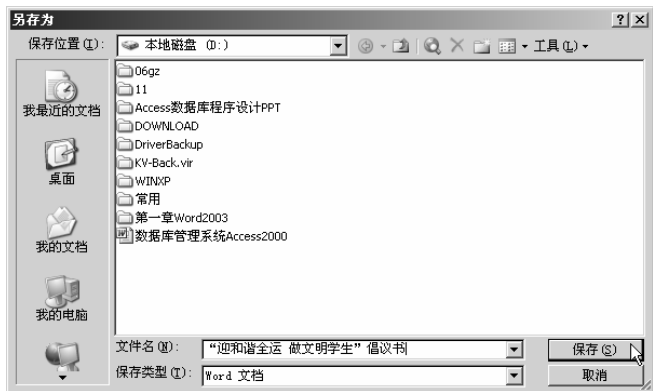 另存为
保存位置(I): 本地磁盘 (D:) 工具(L)
我最近的文档
桌面
我的文档
我的电脑
06gz
11
Access数据库程序设计PPT
DOWNLOAD
DriverBackup
KV-Back.vir
WINXP
常用
第一章Word2003
数据库管理系统Access2000
文件名(N): “迎和谐全运 做文明学生”倡议书 保存(S)
保存类型(T): Word 文档 取消